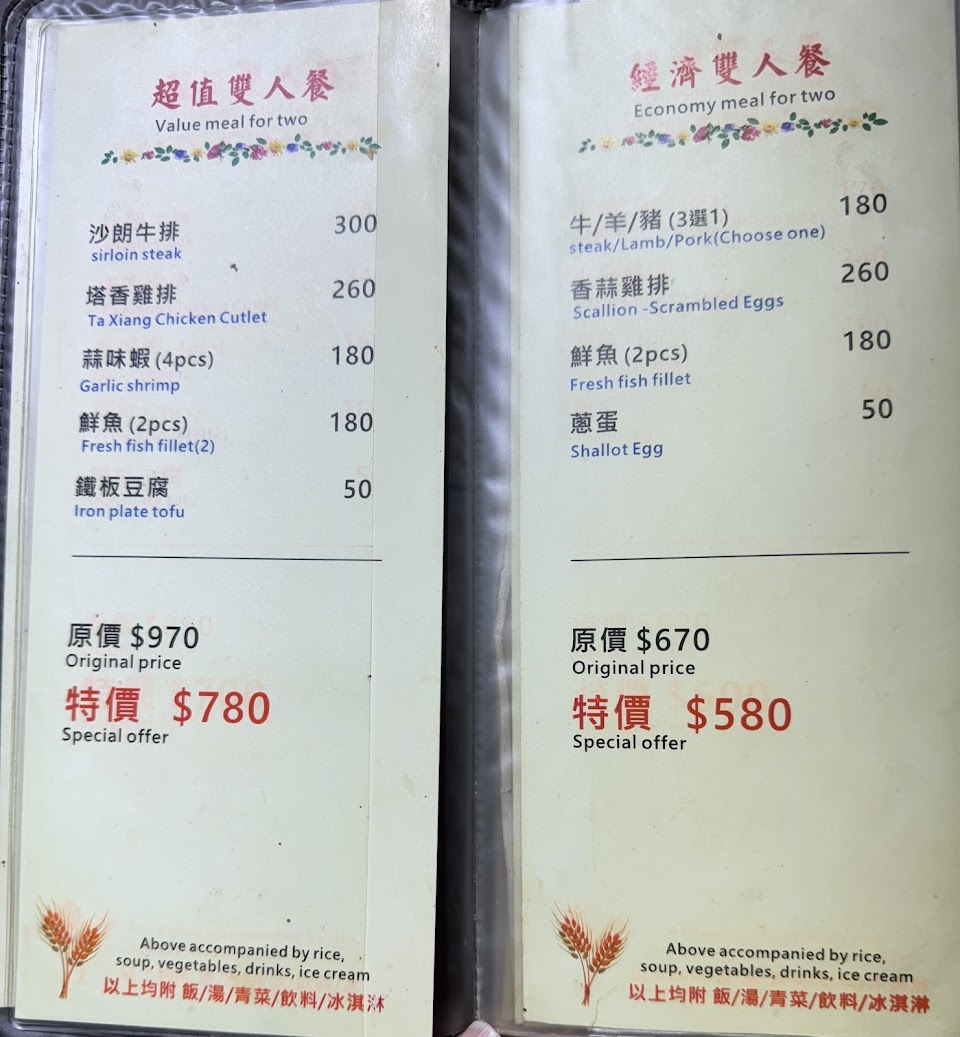 超值雙人餐
Value meal for two
沙朗牛排 300
sirloin steak
塔香雞排 260
Ta Xiang Chicken Cutlet
蒜味蝦 (4pcs) 180
Garlic shrimp
鮮魚 (2pcs) 180
Fresh fish fillet(2)
鐵板豆腐 50
Iron plate tofu
原價 $970
Original price
特價 $780
Special offer
Above accompanied by rice,
soup, vegetables, drinks, ice cream
以上均附 飯/湯/青菜/飲料/冰淇淋
經濟雙人餐
Economy meal for two
牛/羊/豬 (3選1) 180
steak/Lamb/Pork(Choose one)
香蒜雞排 260
Scallion -Scrambled Eggs
鮮魚 (2pcs) 180
Fresh fish fillet
蔥蛋 50
Shallot Egg
原價 $670
Original price
特價 $580
Special offer
Above accompanied by rice,
soup, vegetables, drinks, ice cream
以上均附 飯/湯/青菜/飲料/冰淇淋